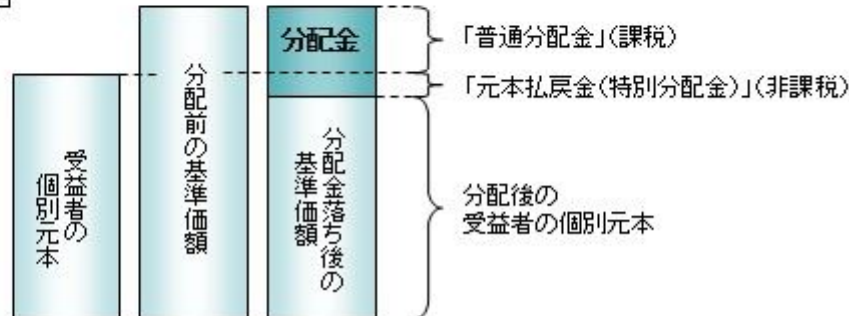 受益者の
個別元本
分配前の基準価額
分配金
分配金落ち後の
基準価額
「普通分配金」(課税)
「元本払戻金(特別分配金)」(非課税)
分配後の
受益者の個別元本